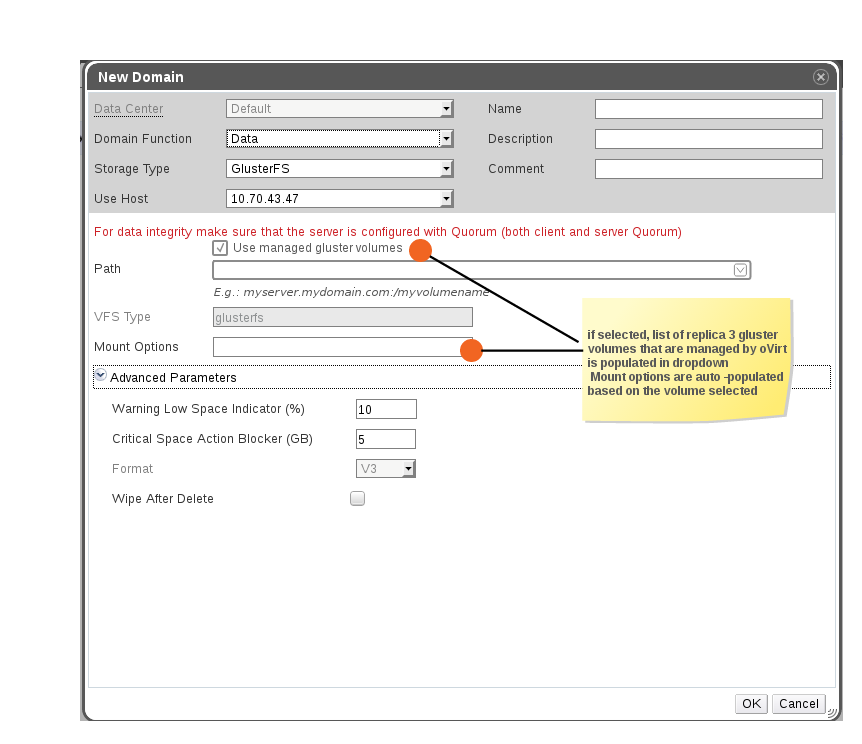 New Domain
Data Center Default Name
Domain Function Data Description
Storage Type GlusterFS Comment
Use Host 10.70.43.47
For data integrity make sure that the server is configured with Quorum (both client and server Quorum)
Use managed gluster volumes
Path
E.g.: myserver.mydomain.com:/myvolumename
VFS Type glusterfs
Mount Options
if selected, list of replica 3 gluster
volumes that are managed by oVirt
is populated in dropdown
Mount options are auto -populated
based on the volume selected
Advanced Parameters
Warning Low Space Indicator (%) 10
Critical Space Action Blocker (GB) 5
Format V3
Wipe After Delete
OK Cancel